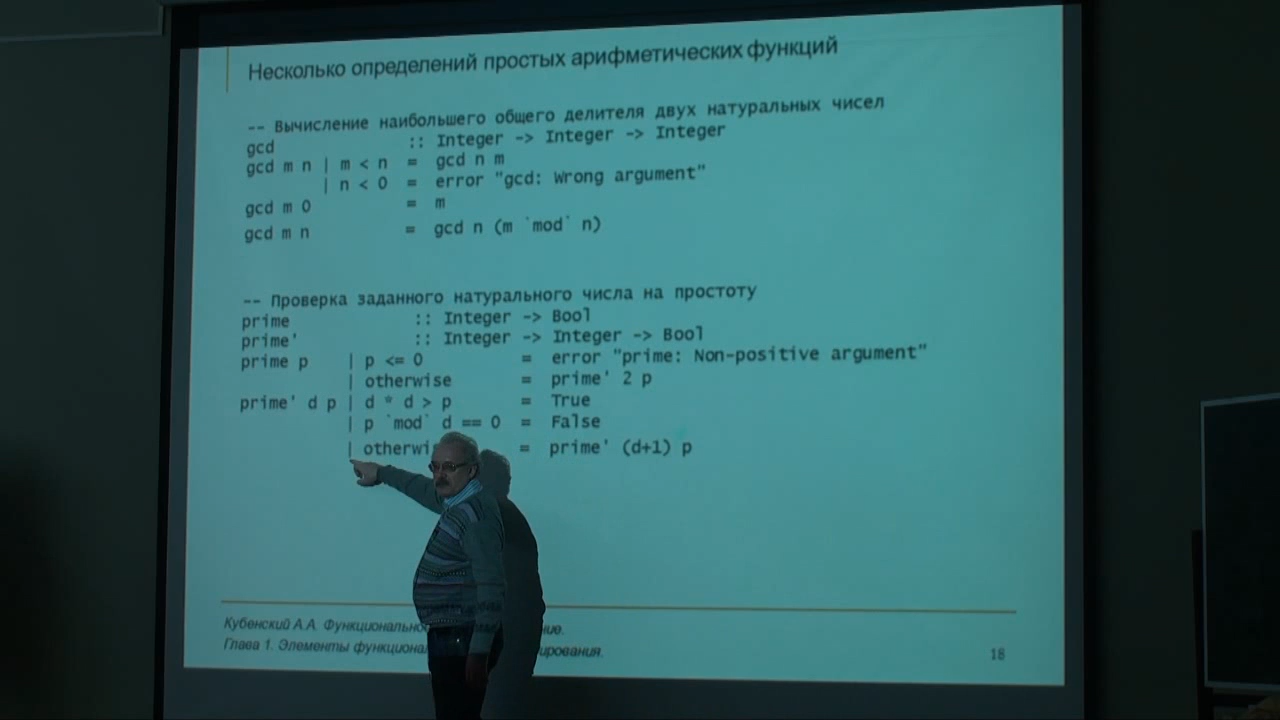 Несколько определений простых арифметических функций
-- Вычисление наибольшего общего делителя двух натуральных чисел
gcd :: Integer -> Integer -> Integer
gcd m n | m < n = gcd n m
| n < 0 = error "gcd: Wrong argument"
gcd m 0 = m
gcd m n = gcd n (m `mod` n)
-- Проверка заданного натурального числа на простоту
prime :: Integer -> Bool
prime' :: Integer -> Integer -> Bool
prime p | p <= 0 = error "prime: Non-positive argument"
| otherwise = prime' 2 p
prime' d p | d * d > p = True
| p `mod` d == 0 = False
| otherwi = prime' (d+1) p
Кубенский А.А.
Глава 1. Элементы
18